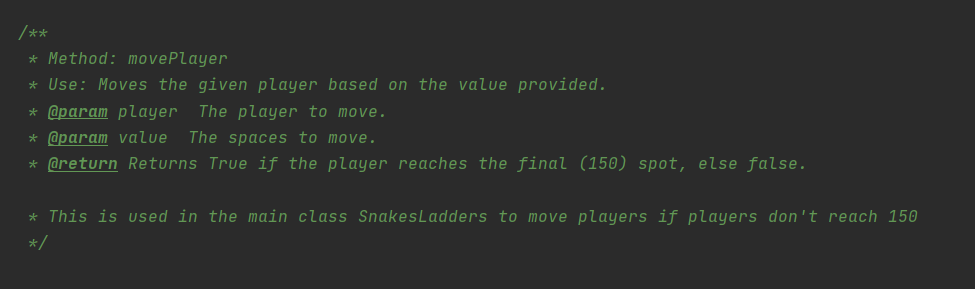 /**
 * Method: movePlayer
 * Use: Moves the given player based on the value provided.
 * @param player  The player to move.
 * @param value  The spaces to move.
 * @return Returns True if the player reaches the final (150) spot, else false.

 * This is used in the main class SnakesLadders to move players if players don't reach 150
 */